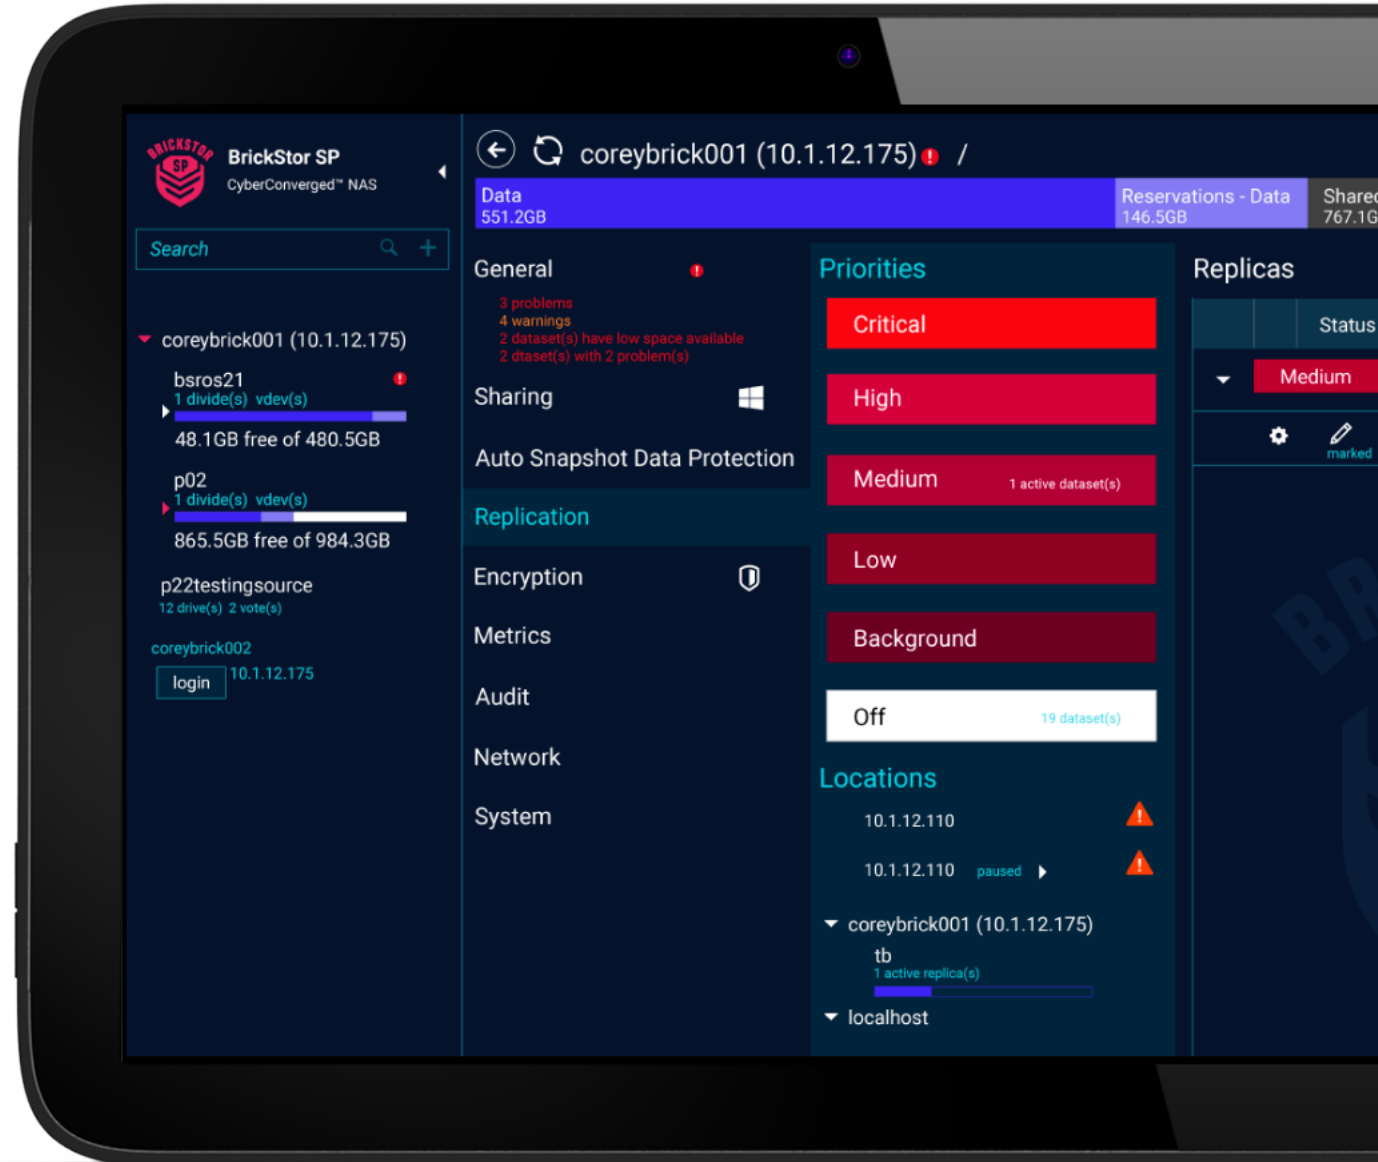 BRICKSTOR
SP
BrickStor SP
CyberConverged™ NAS
Search
coreybrick001 (10.1.12.175)
bsros21
1 divide(s) vdev(s)
48.1GB free of 480.5GB
p02
1 divide(s) vdev(s)
865.5GB free of 984.3GB
p22testingsource
12 drive(s) 2 vote(s)
coreybrick002
login 10.1.12.175
coreybrick001 (10.1.12.175) /
Data
551.2GB
Reservations - Data
146.5GB
Shared
767.1G
General
3 problems
4 warnings
2 dataset(s) have low space available
2 dtaset(s) with 2 problem(s)
Sharing
Auto Snapshot Data Protection
Replication
Encryption
Metrics
Audit
Network
System
Priorities
Critical
High
Medium 1 active dataset(s)
Low
Background
Off 19 dataset(s)
Locations
10.1.12.110
10.1.12.110 paused
coreybrick001 (10.1.12.175)
tb
1 active replica(s)
localhost
Replicas
Status
Medium
marked
BR